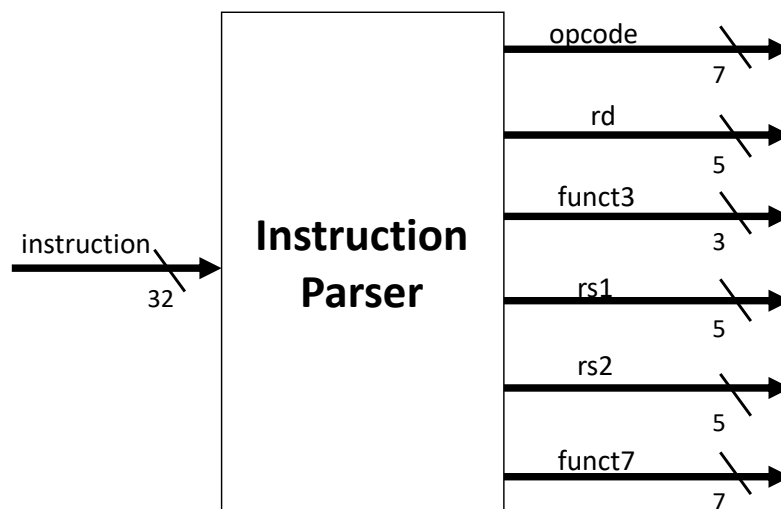 opcode
7
rd
5
funct3
3
instruction
32
Instruction
Parser
rs1
5
rs2
5
funct7
7